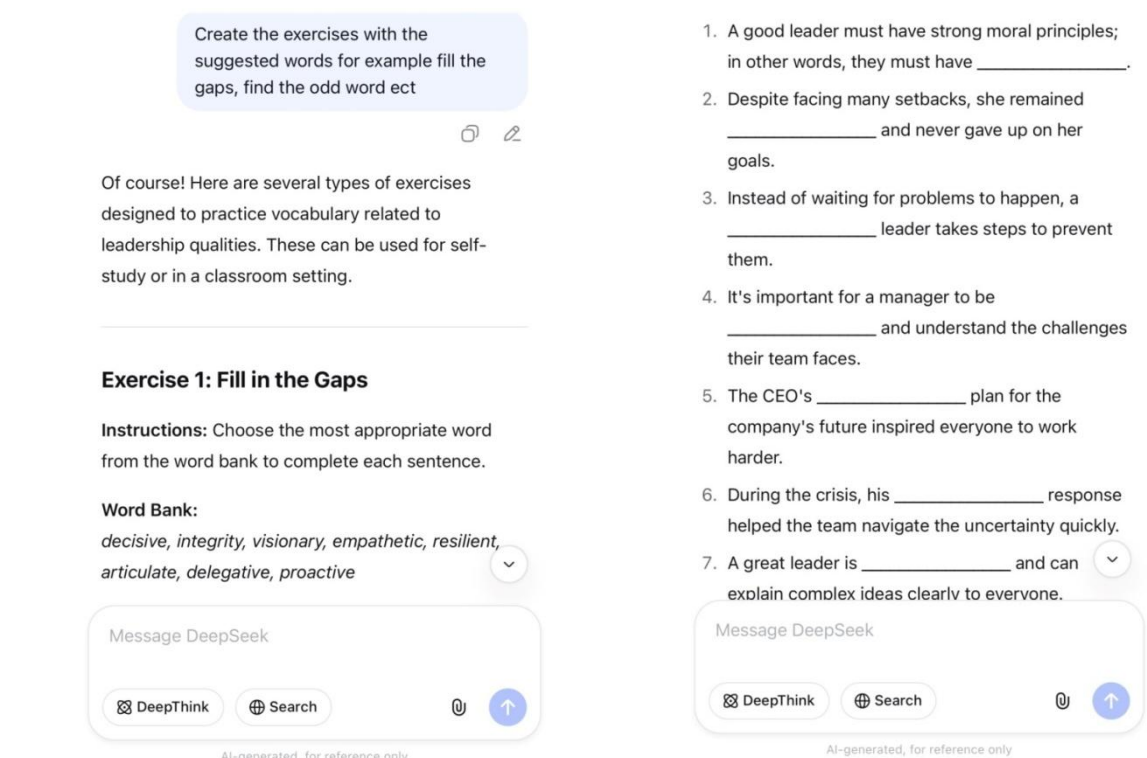 Create the exercises with the
suggested words for example fill the
gaps, find the odd word ect
Of course! Here are several types of exercises
designed to practice vocabulary related to
leadership qualities. These can be used for self-
study or in a classroom setting.
Exercise 1: Fill in the Gaps
Instructions: Choose the most appropriate word
from the word bank to complete each sentence.
Word Bank:
decisive, integrity, visionary, empathetic, resilient,
articulate, delegative, proactive
Message DeepSeek
DeepThink
Search
AI-generated, for reference only
1. A good leader must have strong moral principles;
in other words, they must have ________________.
2. Despite facing many setbacks, she remained
________________ and never gave up on her
goals.
3. Instead of waiting for problems to happen, a
________________ leader takes steps to prevent
them.
4. It's important for a manager to be
________________ and understand the challenges
their team faces.
5. The CEO's ________________ plan for the
company's future inspired everyone to work
harder.
6. During the crisis, his ________________ response
helped the team navigate the uncertainty quickly.
7. A great leader is ________________ and can
explain complex ideas clearly to everyone.
Message DeepSeek
DeepThink
Search
AI-generated, for reference only